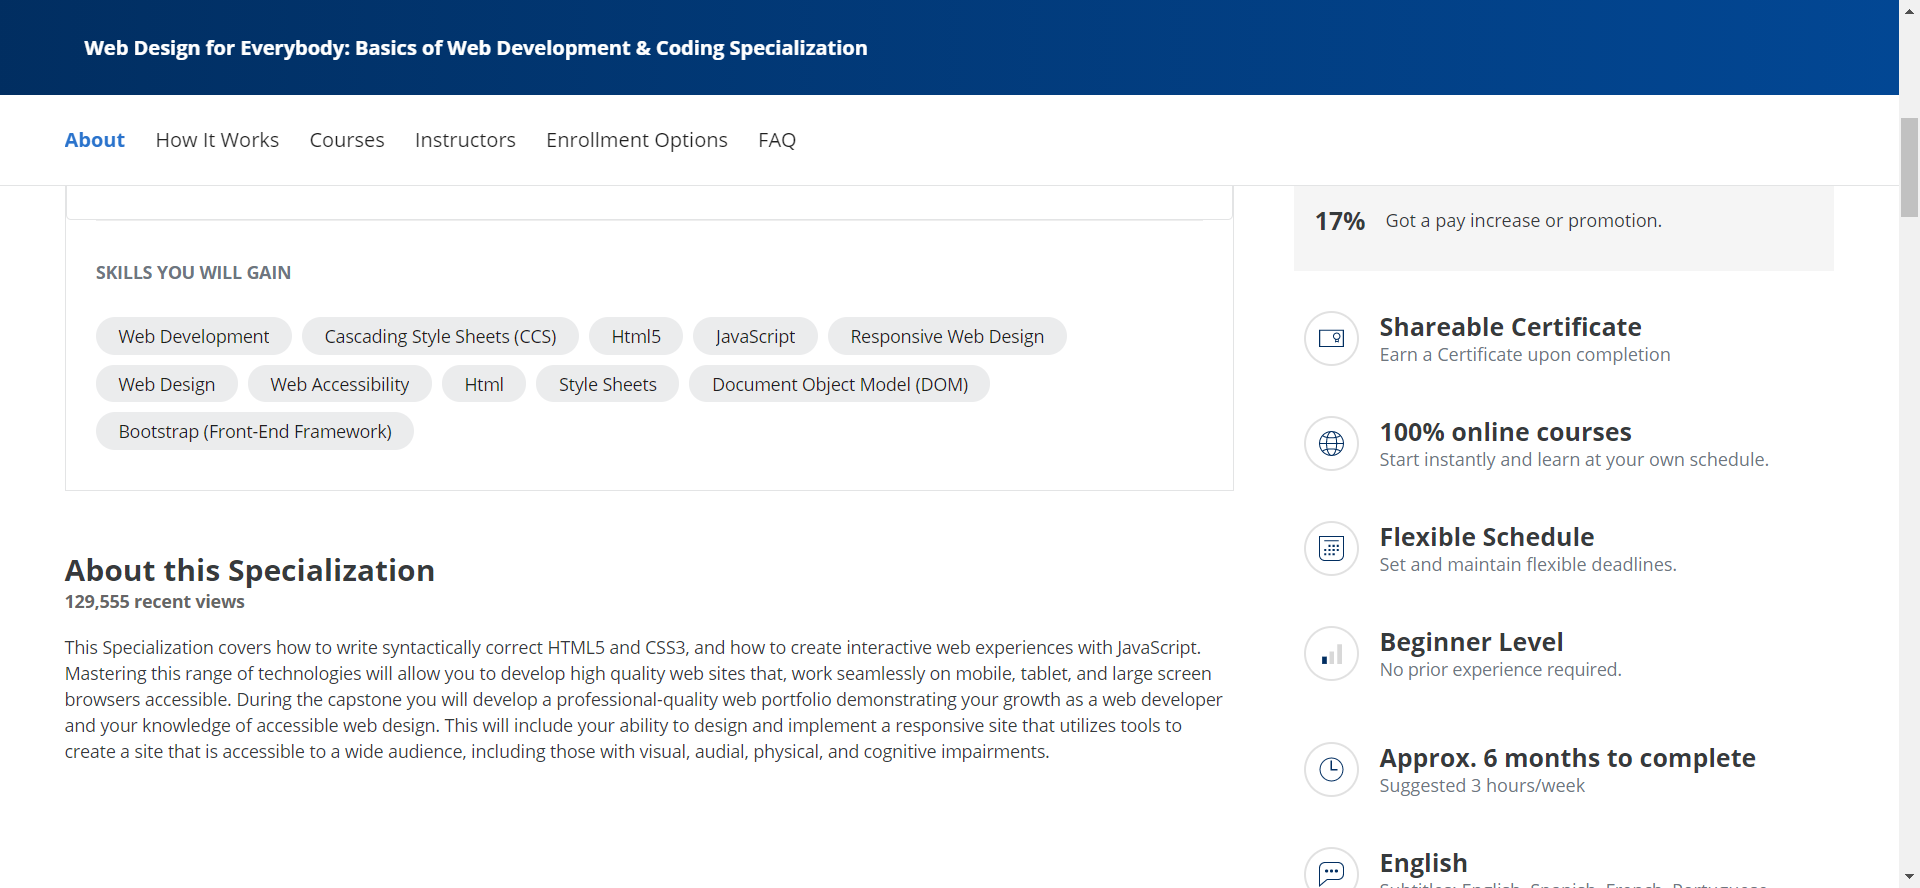 Web Design for Everybody: Basics of Web Development & Coding Specialization
About How It Works Courses Instructors Enrollment Options FAQ
SKILLS YOU WILL GAIN
Web Development Cascading Style Sheets (CCS) Html5 JavaScript Responsive Web Design
Web Design Web Accessibility Html Style Sheets Document Object Model (DOM)
Bootstrap (Front-End Framework)
About this Specialization
129,555 recent views
This Specialization covers how to write syntactically correct HTML5 and CSS3, and how to create interactive web experiences with JavaScript.
Mastering this range of technologies will allow you to develop high quality web sites that, work seamlessly on mobile, tablet, and large screen
browsers accessible. During the capstone you will develop a professional-quality web portfolio demonstrating your growth as a web developer
and your knowledge of accessible web design. This will include your ability to design and implement a responsive site that utilizes tools to
create a site that is accessible to a wide audience, including those with visual, audial, physical, and cognitive impairments.
17% Got a pay increase or promotion.
Shareable Certificate
Earn a Certificate upon completion
100% online courses
Start instantly and learn at your own schedule.
Flexible Schedule
Set and maintain flexible deadlines.
Beginner Level
No prior experience required.
Approx. 6 months to complete
Suggested 3 hours/week
English
Subtitles: English, Spanish, French, Portuguese